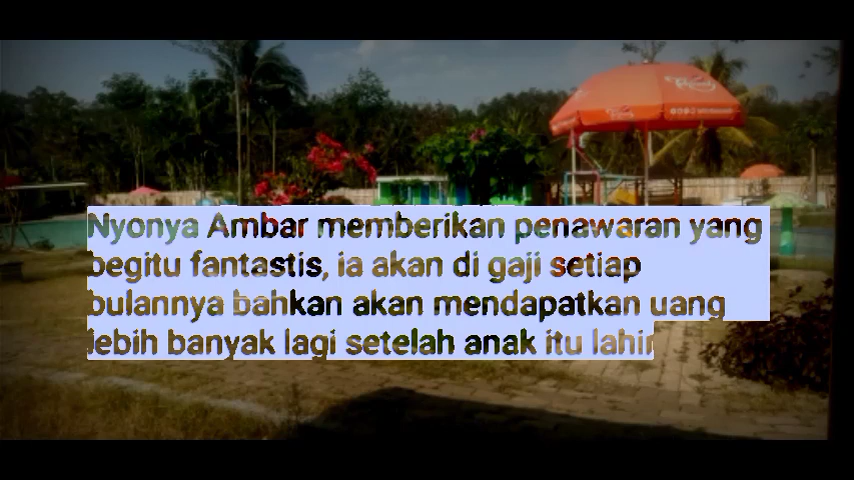 Nyonya Ambar memberikan penawaran yang
begitu fantastis, ia akan di gaji setiap
bulannya bahkan akan mendapatkan uang
lebih banyak lagi setelah anak itu lahir